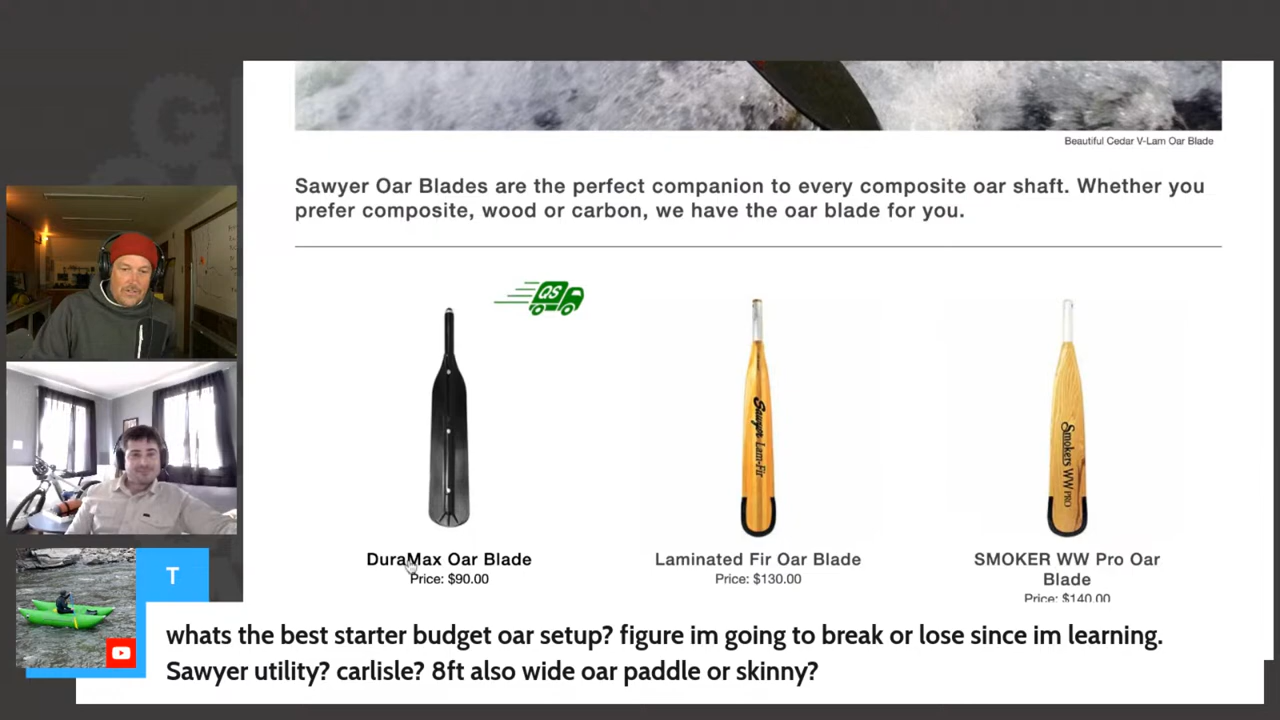 Beautiful Cedar V-Lam Oar Blade
Sawyer Oar Blades are the perfect companion to every composite oar shaft. Whether you
prefer composite, wood or carbon, we have the oar blade for you.
QS
Sawyer Lam-Fir
Smokers WW PRO
DuraMax Oar Blade
Price: $90.00
Laminated Fir Oar Blade
Price: $130.00
SMOKER WW Pro Oar
Blade
Price: $140.00
T
whats the best starter budget oar setup? figure im going to break or lose since im learning.
Sawyer utility? carlisle? 8ft also wide oar paddle or skinny?